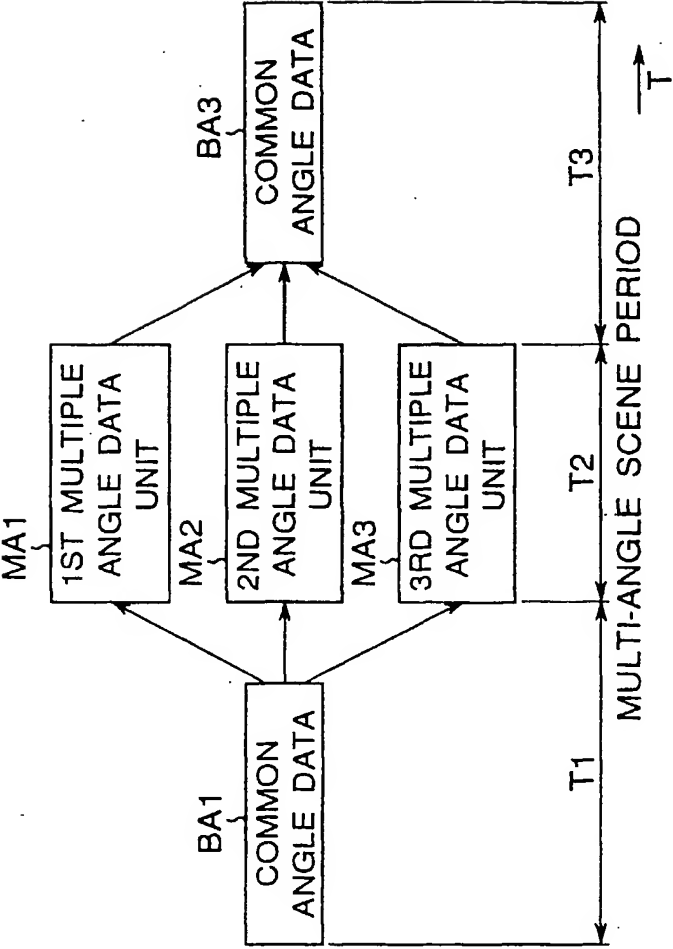 MA1
1ST MULTIPLE
ANGLE DATA
UNIT
BA1
COMMON
ANGLE DATA
MA2
2ND MULTIPLE
ANGLE DATA
UNIT
BA3
COMMON
ANGLE DATA
MA3
3RD MULTIPLE
ANGLE DATA
UNIT
T1
T2
T3
MULTI-ANGLE SCENE PERIOD
T